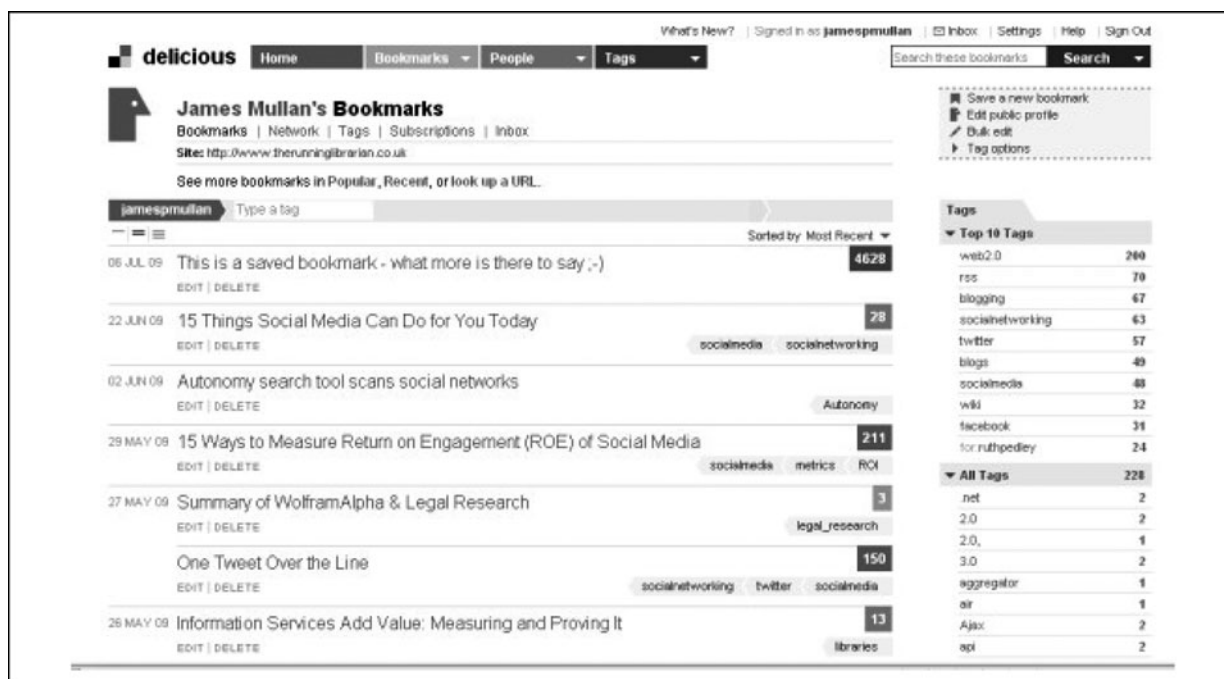 What's New? | Signed in as jamespmullan | Inbox | Settings | Help | Sign Out
delicious Home Bookmarks People Tags Search these bookmarks Search
James Mullan's Bookmarks
Bookmarks | Network | Tags | Subscriptions | Inbox
Site: http://www.therunninglibrarian.co.uk
See more bookmarks in Popular, Recent, or look up a URL.
Save a new bookmark
Edit public profile
Bulk edit
Tag options
jamespmullan Type a tag
Sorted by Most Recent
06 JUL 09 This is a saved bookmark - what more is there to say ;-) 4628
EDIT | DELETE
22 JUN 09 15 Things Social Media Can Do for You Today 28
EDIT | DELETE socialmedia socialnetworking
02 JUN 09 Autonomy search tool scans social networks
EDIT | DELETE Autonomy
29 MAY 09 15 Ways to Measure Return on Engagement (ROE) of Social Media 211
EDIT | DELETE socialmedia metrics ROI
27 MAY 09 Summary of WolframAlpha & Legal Research 3
EDIT | DELETE legal_research
One Tweet Over the Line 150
EDIT | DELETE socialnetworking twitter socialmedia
26 MAY 09 Information Services Add Value: Measuring and Proving It 13
EDIT | DELETE libraries
Tags
Top 10 Tags
web2.0 200
rss 70
blogging 67
socialnetworking 63
twitter 57
blogs 49
socialmedia 48
wiki 32
facebook 31
for:ruthpedley 24
All Tags 228
.net 2
2.0 2
2.0, 1
3.0 2
aggregator 1
air 1
Ajax 2
api 2